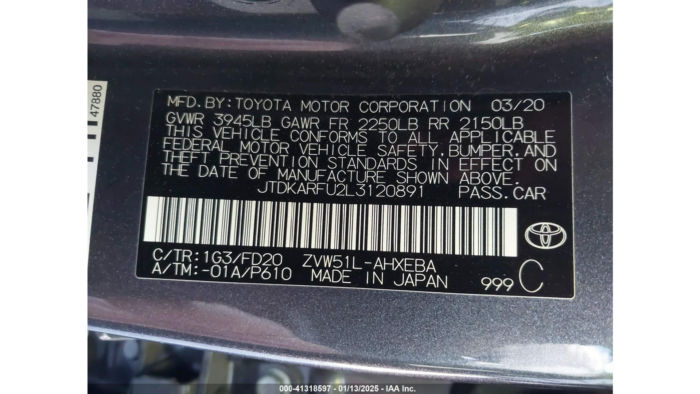 47880
MFD.BY:TOYOTA MOTOR CORPORATION 03/20
GVWR 3945LB GAWR FR 2250LB RR 2150LB
THIS VEHICLE CONFORMS TO ALL APPLICABLE
FEDERAL MOTOR VEHICLE SAFETY,BUMPER,AND
THEFT PREVENTION STANDARDS IN EFFECT ON
THE DATE OF MANUFACTURE SHOWN ABOVE.
JTDKARFU2L3120891 PASS.CAR
C/TR:1G3/FD20 ZVW51L-AHXEBA
A/TM:-01A/P610 MADE IN JAPAN 999 C
000-41318597 - 01/13/2025 - IAA Inc.